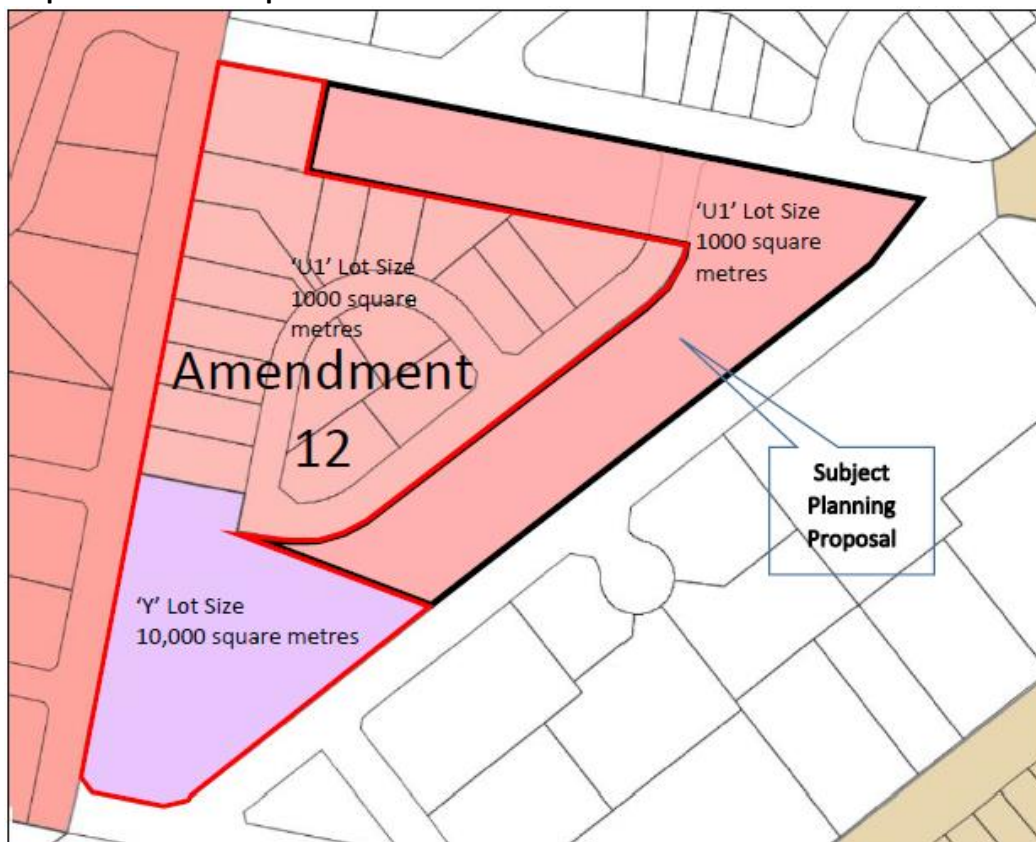 'U1' Lot Size
1000 square
metres
'U1' Lot Size
1000 square
metres
Amendment
12
Subject
Planning
Proposal
'Y' Lot Size
10,000 square metres